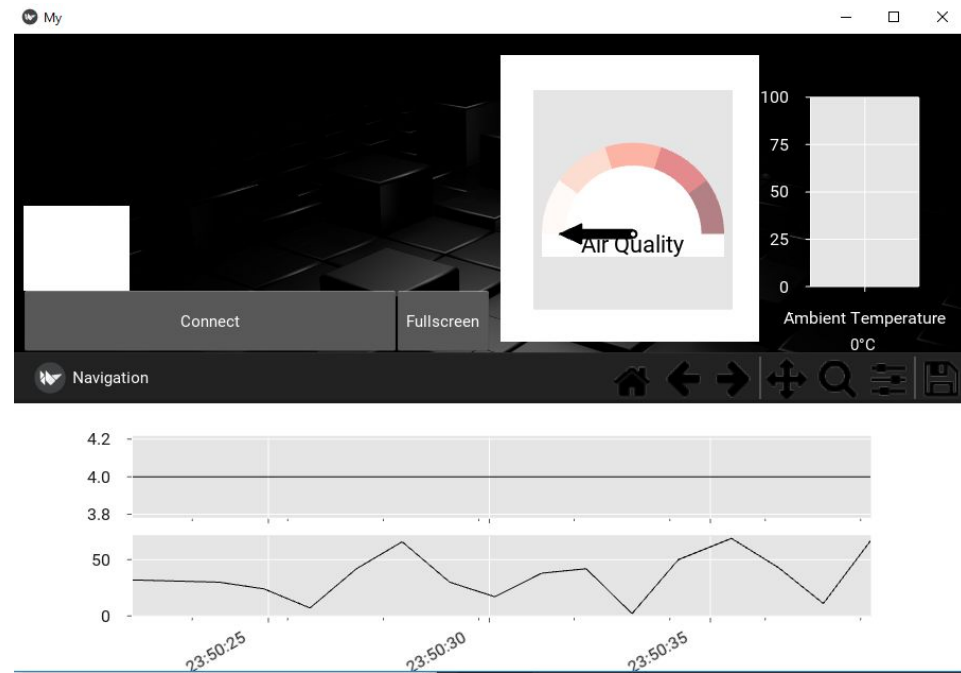 My
Air Quality
100
75
50
25
0
Ambient Temperature
0°C
Connect
Fullscreen
Navigation
4.2
4.0
3.8
50
0
23:50:25
23:50:30
23:50:35